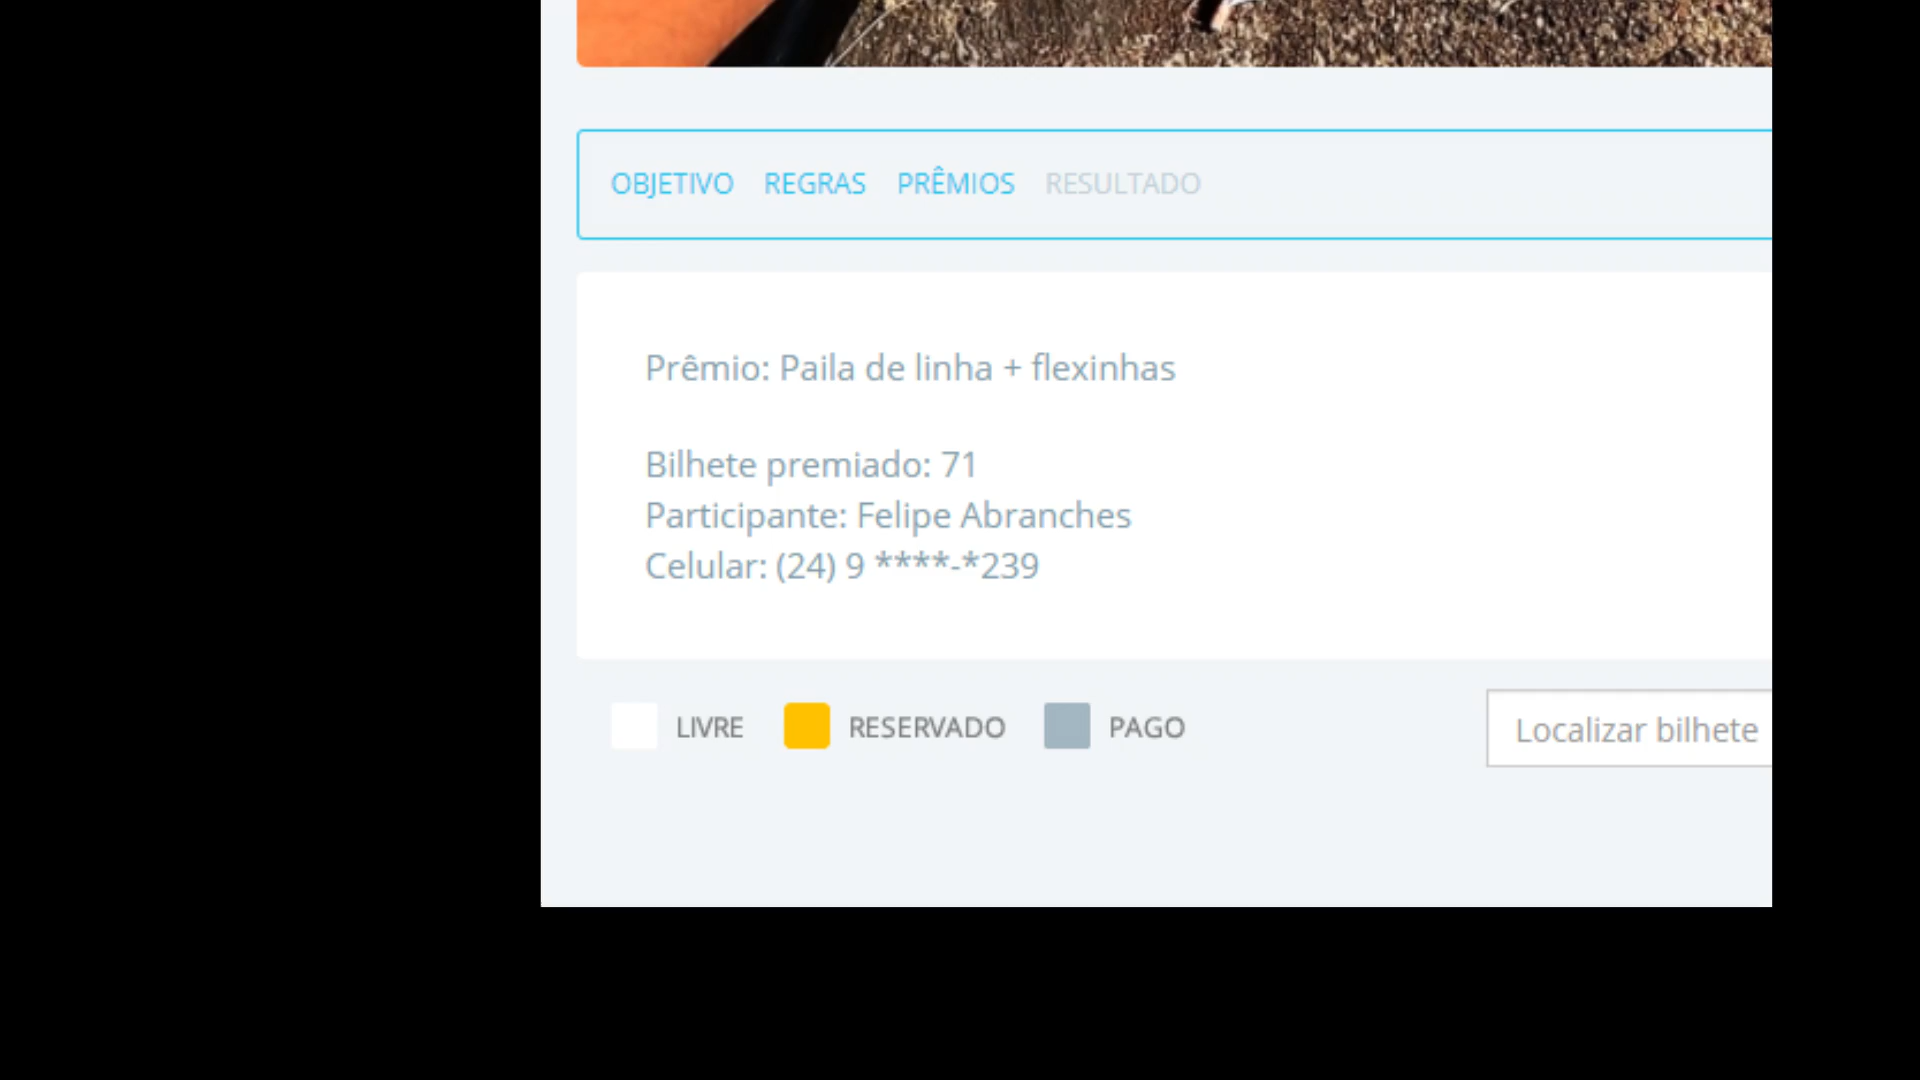 OBJETIVO REGRAS PRÊMIOS RESULTADO
Prêmio: Paila de linha + flexinhas
Bilhete premiado: 71
Participante: Felipe Abranches
Celular: (24) 9 ****-*239
LIVRE RESERVADO PAGO
Localizar bilhete